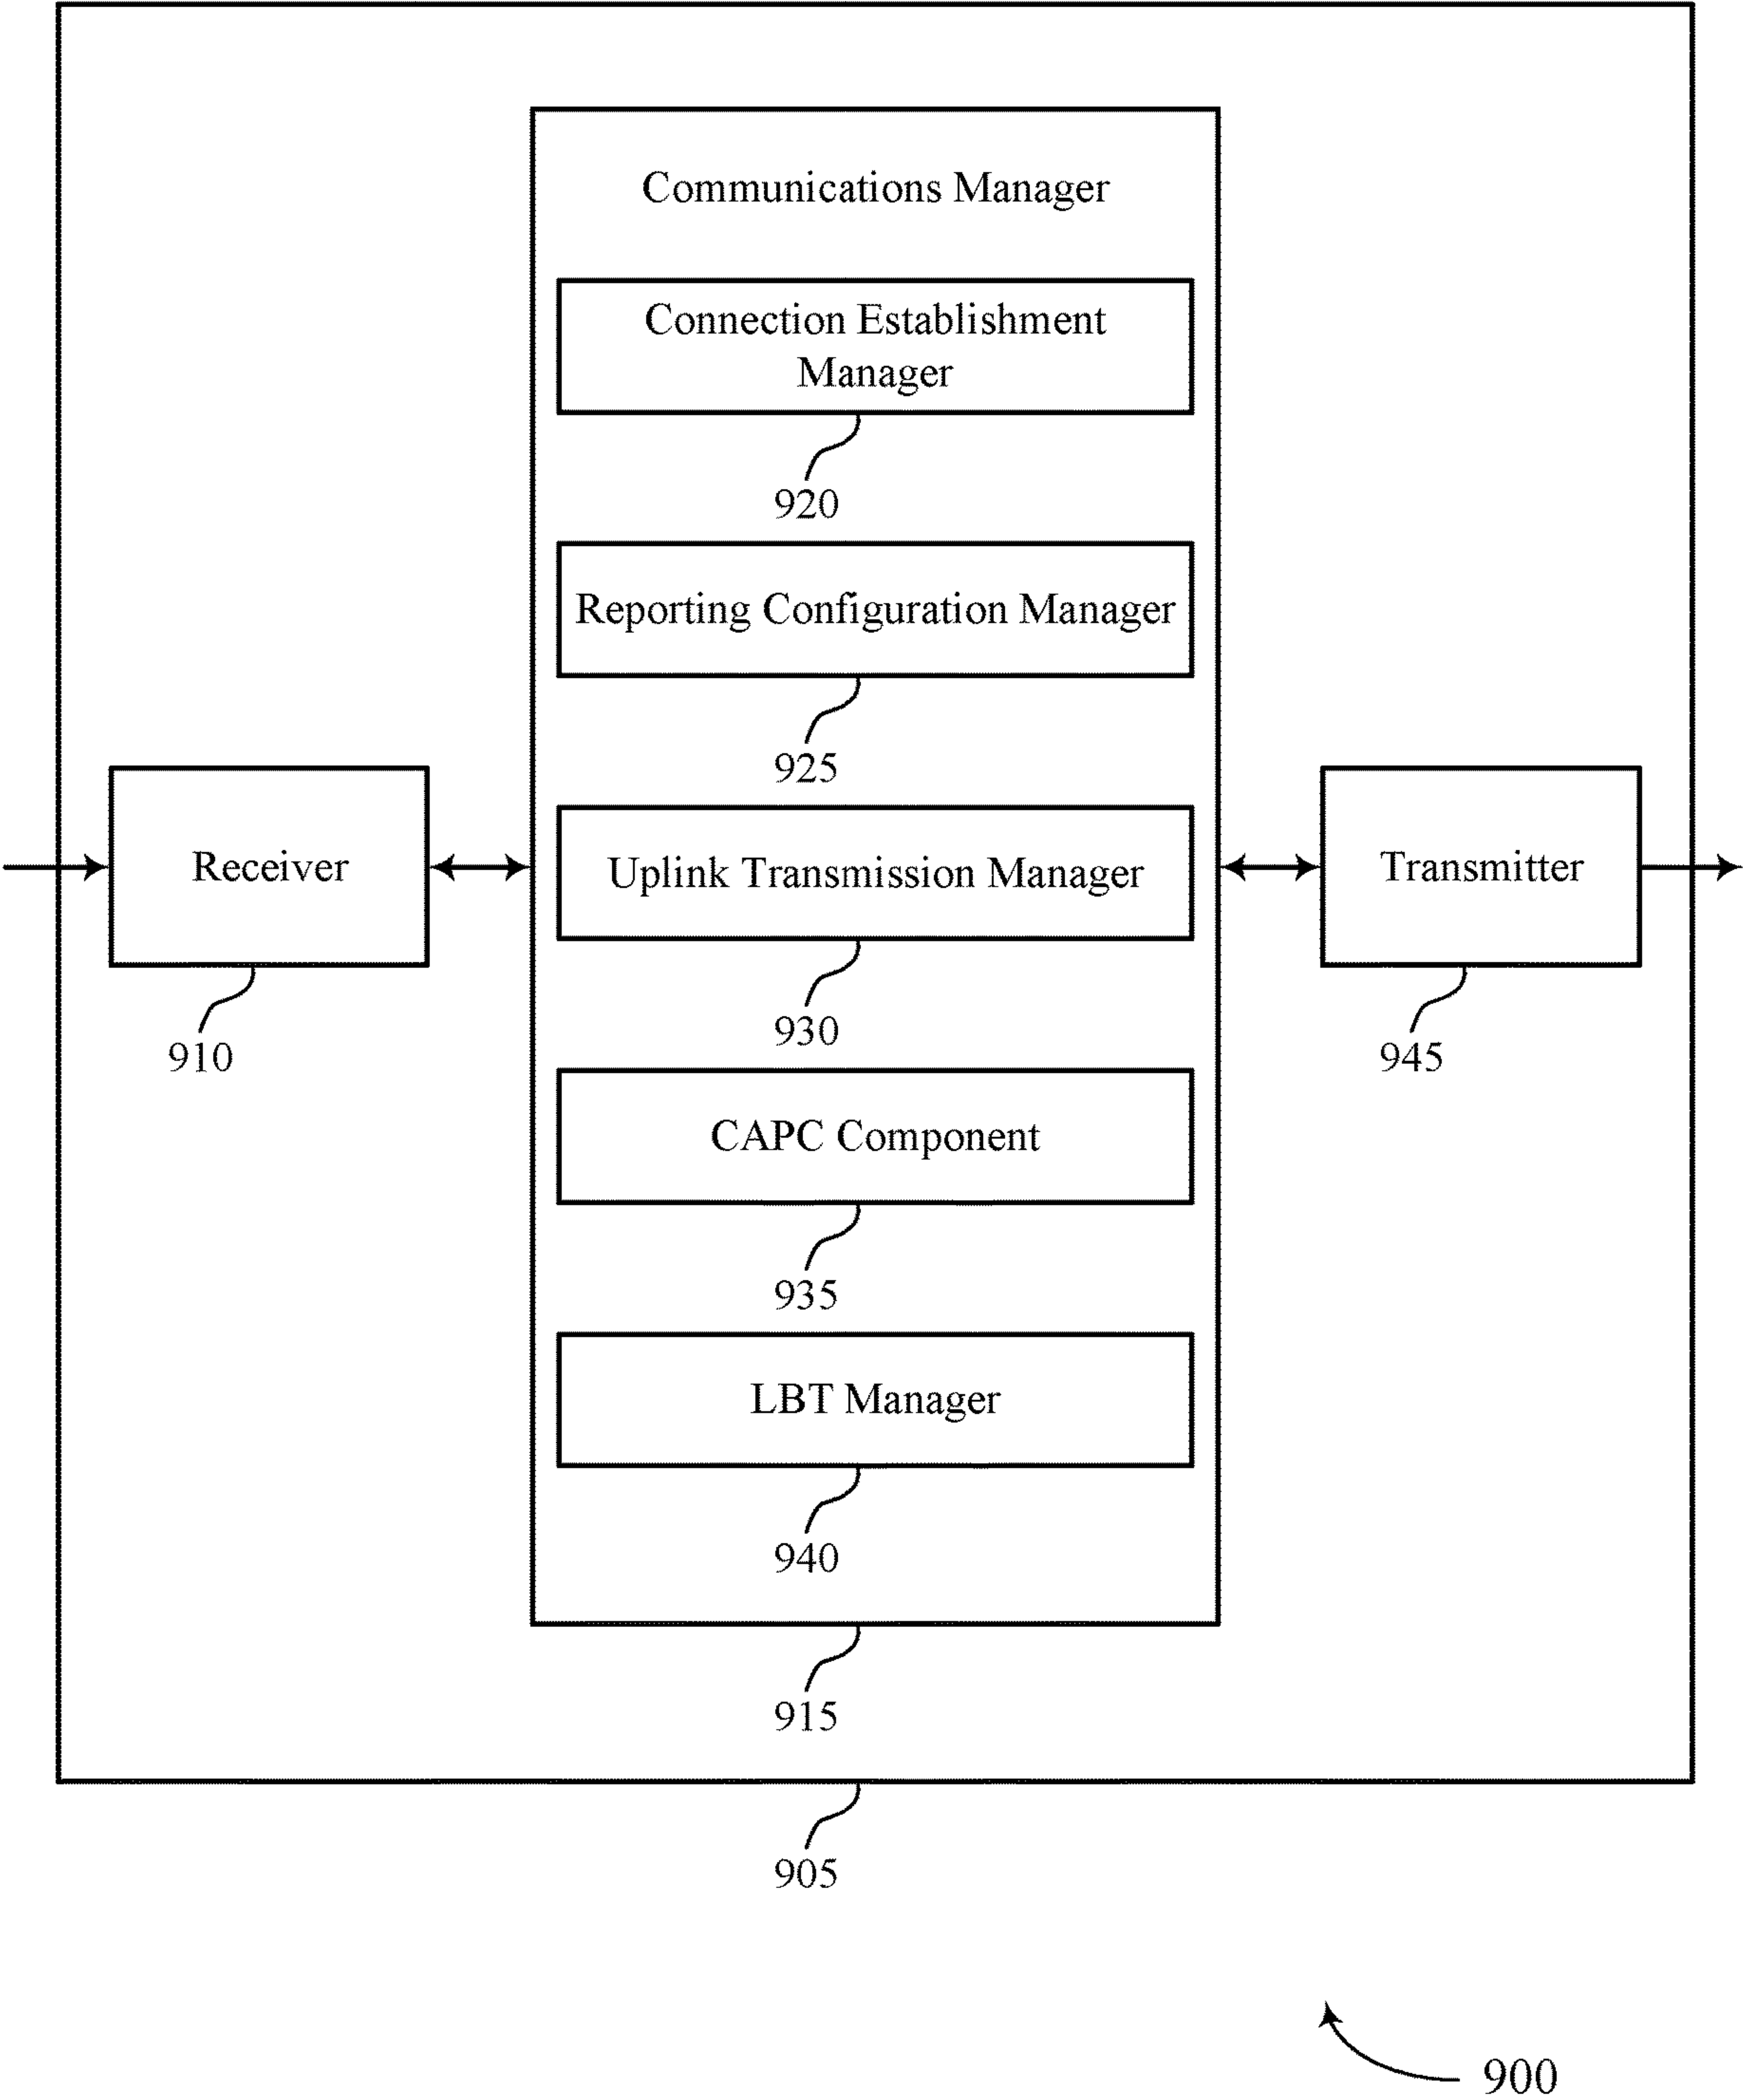 Communications Manager
Connection Establishment
Manager
920
Reporting Configuration Manager
925
Receiver
910
Uplink Transmission Manager
930
Transmitter
945
CAPC Component
935
LBT Manager
940
915
905
900